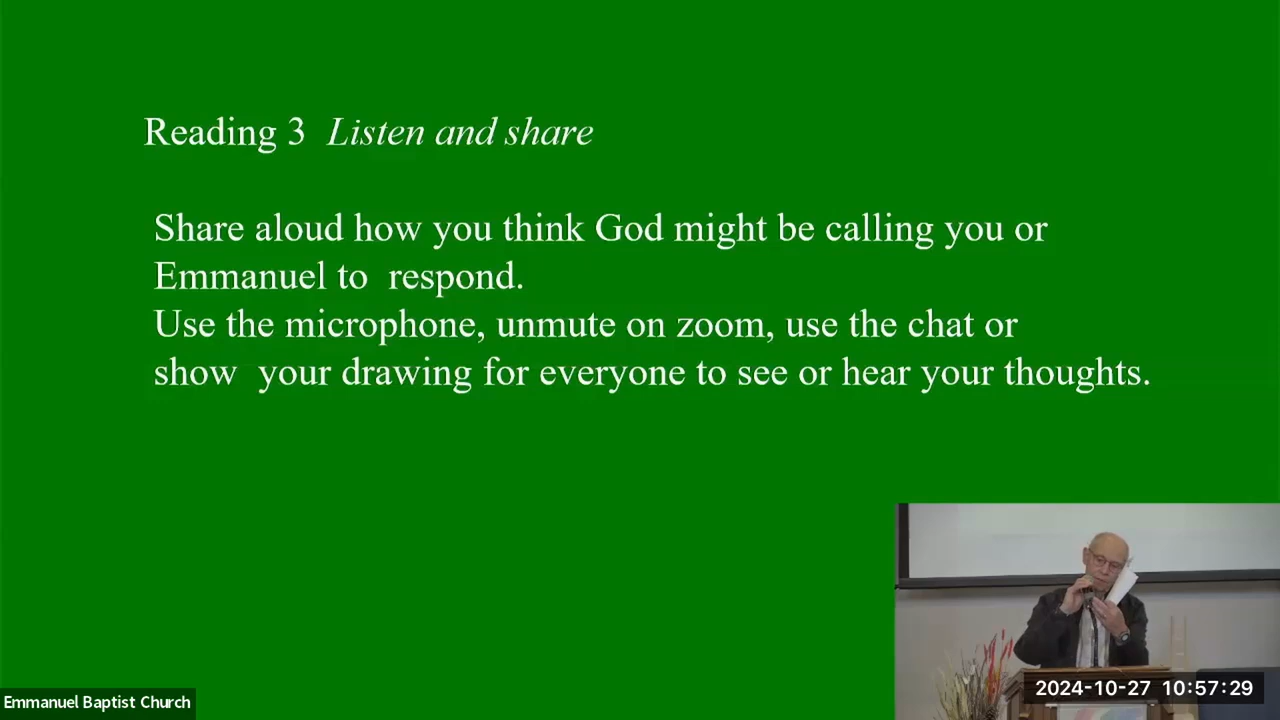 Reading 3 Listen and share
Share aloud how you think God might be calling you or
Emmanuel to respond.
Use the microphone, unmute on zoom, use the chat or
show your drawing for everyone to see or hear your thoughts.
Emmanuel Baptist Church
2024-10-27 10:57:29